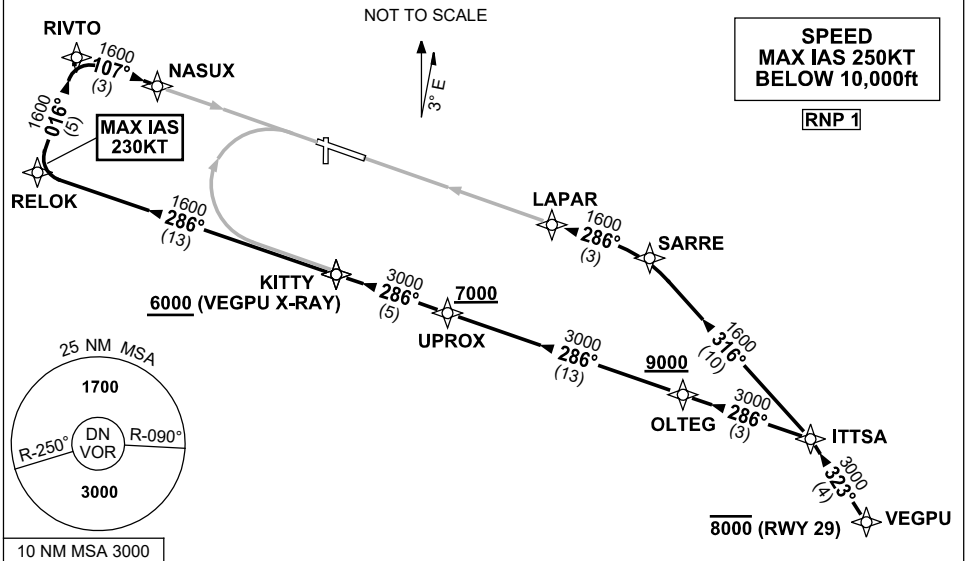 NOT TO SCALE
3° E
SPEED
MAX IAS 250KT
BELOW 10,000ft
RNP 1
RIVTO
1600
107°
(3)
NASUX
1600
016°
(5)
MAX IAS
230KT
RELOK
1600
286°
(13)
LAPAR
1600
286°
(3)
SARRE
KITTY
6000 (VEGPU X-RAY)
3000
286°
(5)
7000
UPROX
3000
286°
(13)
1600
316°
(10)
9000
OLTEG
3000
286°
(3)
ITTSA
3000
323°
(4)
8000 (RWY 29)
VEGPU
25 NM MSA
1700
R-250°
DN
VOR
R-090°
3000
10 NM MSA 3000